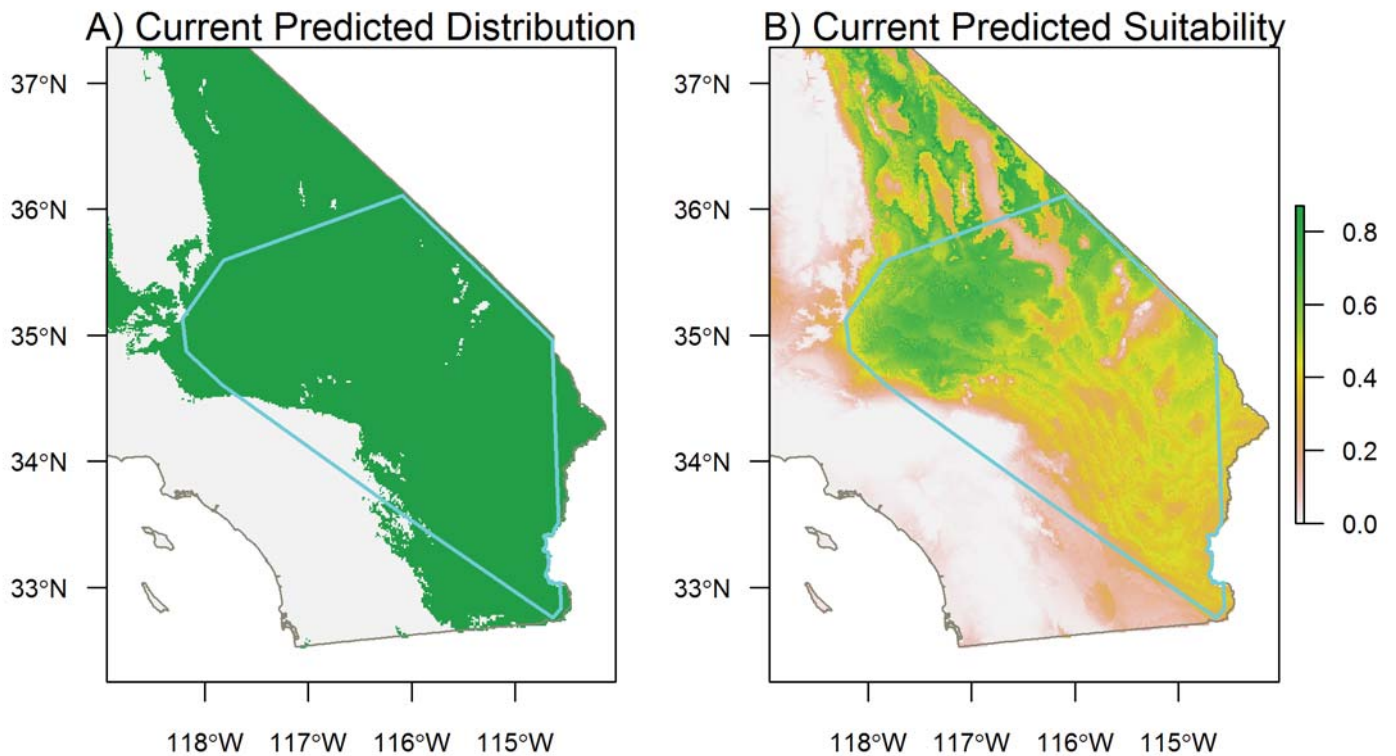 A) Current Predicted Distribution
37°N
36°N
35°N
34°N
33°N
118°W 117°W 116°W 115°W
B) Current Predicted Suitability
37°N
36°N
35°N
34°N
33°N
118°W 117°W 116°W 115°W
0.8
0.6
0.4
0.2
0.0